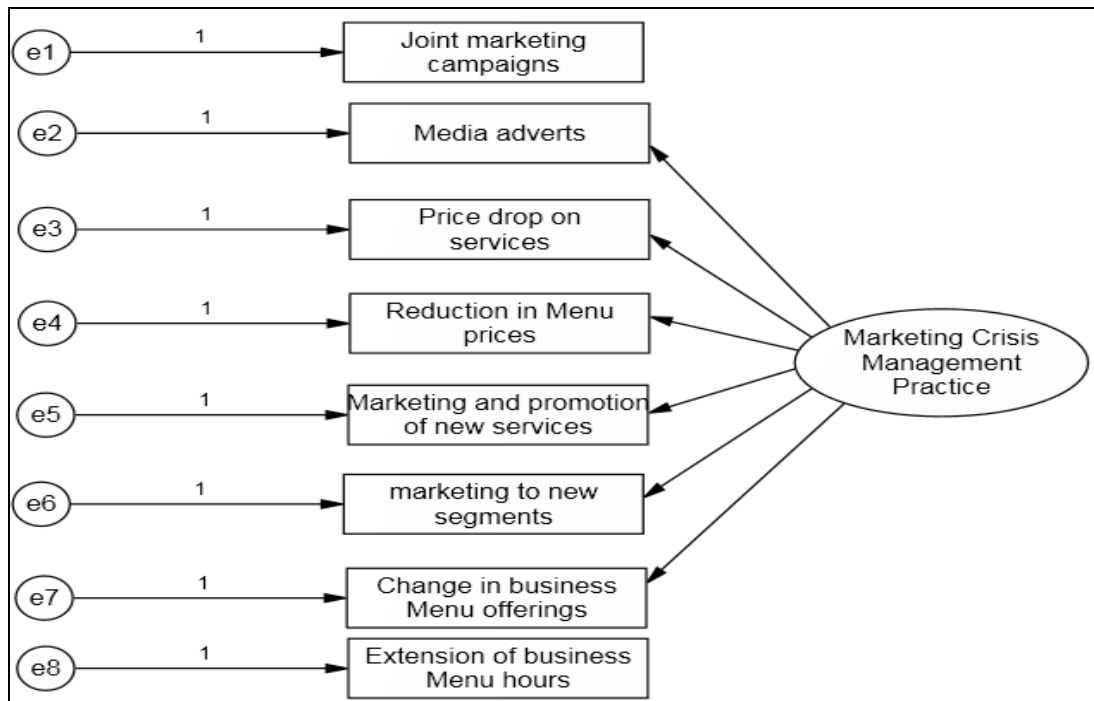 e1
1
Joint marketing
campaigns
e2
1
Media adverts
e3
1
Price drop on
services
e4
1
Reduction in Menu
prices
e5
1
Marketing and promotion
of new services
e6
1
marketing to new
segments
e7
1
Change in business
Menu offerings
e8
1
Extension of business
Menu hours
Marketing Crisis
Management
Practice